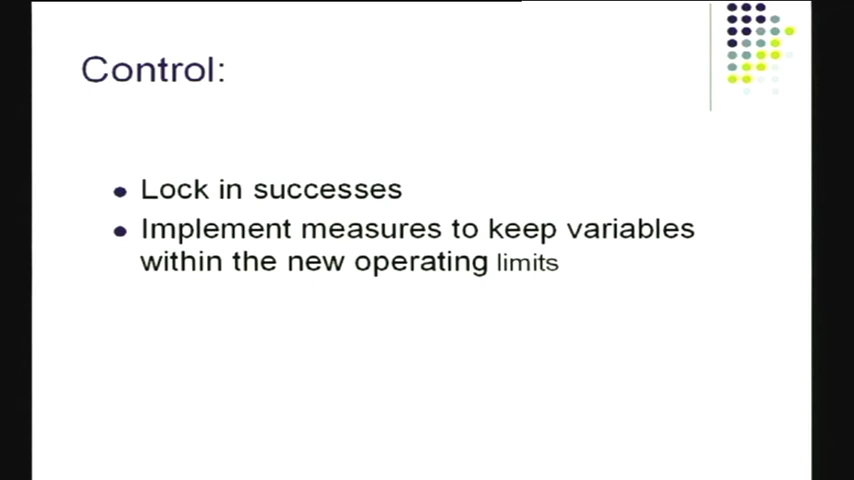 Control:
Lock in successes
Implement measures to keep variables
within the new operating limits